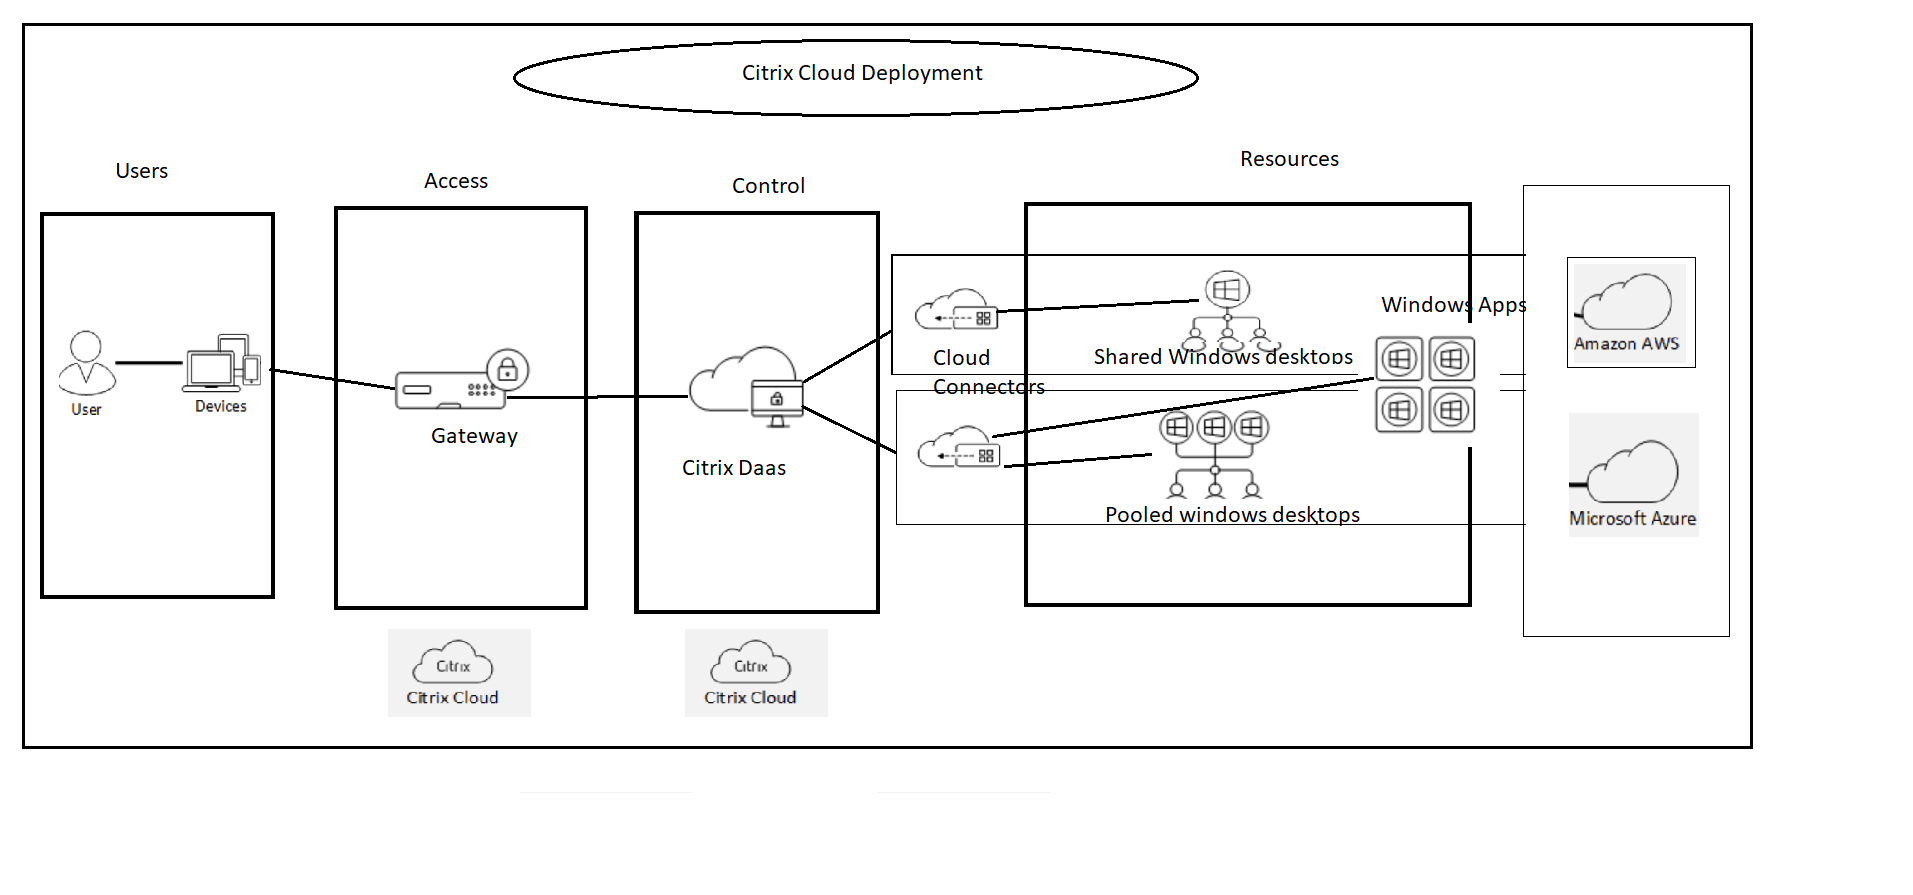 Citrix Cloud Deployment
Users
Access
Control
Resources
User
Devices
Gateway
Citrix Daas
Cloud
Connectors
Shared Windows desktops
Windows Apps
Pooled windows desktops
Amazon AWS
Microsoft Azure
Citrix
Citrix Cloud
Citrix
Citrix Cloud